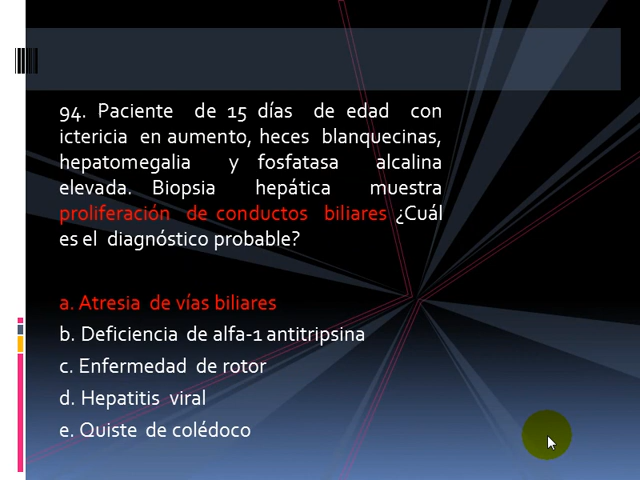 94. Paciente de 15 días de edad con
ictericia en aumento, heces blanquecinas,
hepatomegalia y fosfatasa alcalina
elevada. Biopsia hepática muestra
proliferación de conductos biliares ¿Cuál
es el diagnóstico probable?
a. Atresia de vías biliares
b. Deficiencia de alfa-1 antitripsina
c. Enfermedad de rotor
d. Hepatitis viral
e. Quiste de colédoco